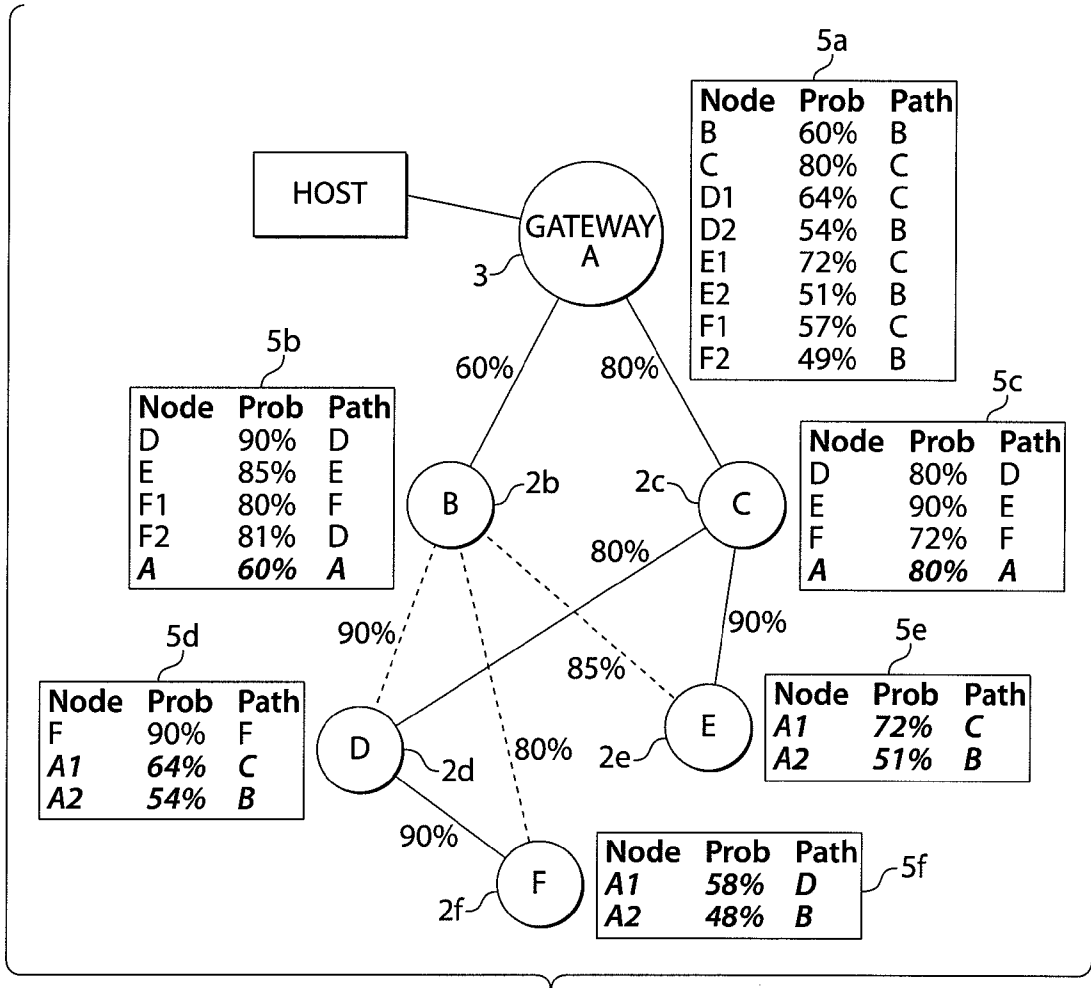 5a
Node Prob Path
B 60% B
C 80% C
D1 64% C
D2 54% B
E1 72% C
E2 51% B
F1 57% C
F2 49% B
HOST
GATEWAY
A
3
60%
80%
5b
Node Prob Path
D 90% D
E 85% E
F1 80% F
F2 81% D
A 60% A
5c
Node Prob Path
D 80% D
E 90% E
F 72% F
A 80% A
B
2b
2c
C
80%
90%
90%
85%
80%
5d
Node Prob Path
F 90% F
A1 64% C
A2 54% B
D
2d
2e
E
5e
Node Prob Path
A1 72% C
A2 51% B
90%
F
2f
Node Prob Path
A1 58% D
A2 48% B
5f